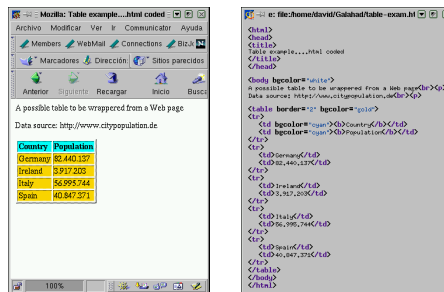 Mozilla: Table example....html coded
Archivo Modificar Ver Ir Communicator Ayuda
Members WebMail Connections BizJ
Marcadores Dirección Sitios parecidos
Anterior Siguiente Recargar Inicio Busca
A possible table to be wrappered from a Web page
Data source: http://www.citypopulation.de
Country Population
Germany 82.440.137
Ireland 3.917.203
Italy 56.995.744
Spain 40.847.371
100%
e: file:/home/david/Galahad/table-exam.ht
<html>
<head>
<title>
Table example....html coded
</title>
</head>
<body bgcolor="white">
A possible table to be wrappered from a Web page<br><p>
Data source: http://www.citypopulation.de<br><p>
<table border="2" bgcolor="gold">
<tr>
<td bgcolor="cyan"><b>Country</b></td>
<td bgcolor="cyan"><b>Population</b></td>
</tr>
<tr>
<td>Germany</td>
<td>82,440,137</td>
</tr>
<tr>
<td>Ireland</td>
<td>3,917,203</td>
</tr>
<tr>
<td>Italy</td>
<td>56,995,744</td>
</tr>
<tr>
<td>Spain</td>
<td>40,847,371</td>
</tr>
</table>
</body>
</html>